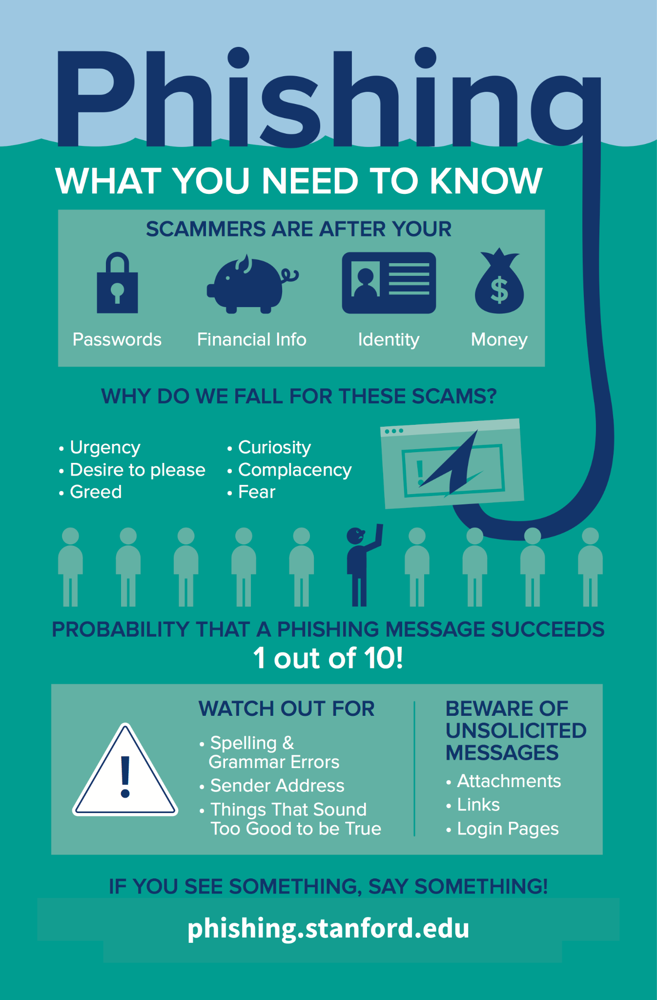 Phishing
WHAT YOU NEED TO KNOW
SCAMMERS ARE AFTER YOUR
$
Passwords
Financial Info
Identity
Money
WHY DO WE FALL FOR THESE SCAMS?
• Urgency
• Desire to please
• Greed
• Curiosity
• Complacency
• Fear
!
PROBABILITY THAT A PHISHING MESSAGE SUCCEEDS
1 out of 10!
!
WATCH OUT FOR
• Spelling &
Grammar Errors
• Sender Address
• Things That Sound
Too Good to be True
BEWARE OF
UNSOLICITED
MESSAGES
• Attachments
• Links
• Login Pages
IF YOU SEE SOMETHING, SAY SOMETHING!
phishing.stanford.edu